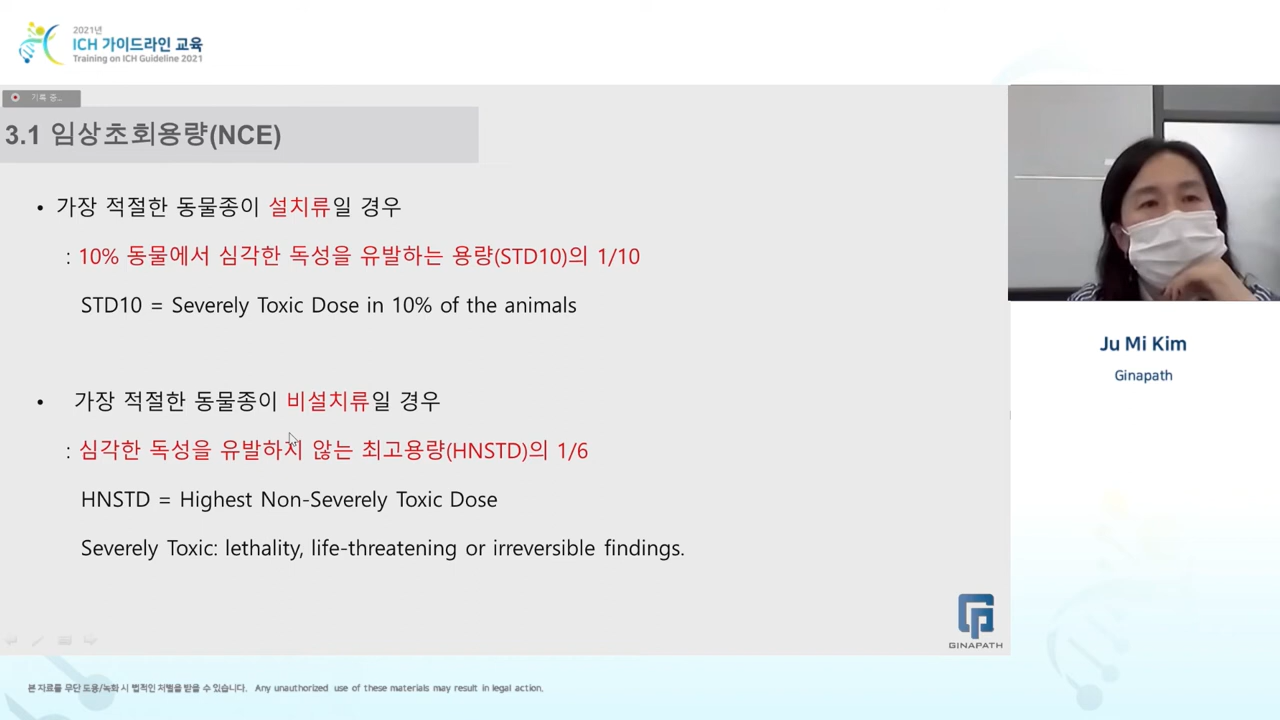 2021년
ICH 가이드라인 교육
Training on ICH Guideline 2021
기록 중...
3.1 임상초회용량(NCE)
• 가장 적절한 동물종이 설치류일 경우
: 10% 동물에서 심각한 독성을 유발하는 용량(STD10)의 1/10
STD10 = Severely Toxic Dose in 10% of the animals
• 가장 적절한 동물종이 비설치류일 경우
: 심각한 독성을 유발하지 않는 최고용량(HNSTD)의 1/6
HNSTD = Highest Non-Severely Toxic Dose
Severely Toxic: lethality, life-threatening or irreversible findings.
GINAPATH
Ju Mi Kim
Ginapath
본 자료를 무단 도용/녹화 시 법적인 처벌을 받을 수 있습니다. Any unauthorized use of these materials may result in legal action.